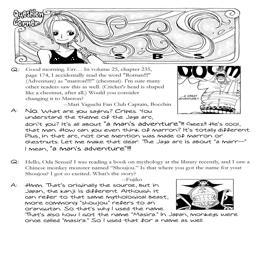 Question Corner
SBS
B
Q: Good morning, Err... In volume 25, chapter 235,
page 174, I accidentally read the word "Roman!!!"
(Adventure) as "marron!!!" (chestnut). I'm sure many
other readers saw this as well. (Cricket's head is shaped
like a chestnut, after all.) Would you consider
changing it to Marron?
--Mari Yaguchi Fan Club Captain, Bocchin
A: No. What are you saying? Cripes. You
understand the theme of the Jaya arc,
don't you? It's all about "a man's adventure"!! Geez!! He's cool,
that man. How can you even think of marron? It's totally different.
Plus, in that arc, not one mention was made of marron or
chestnuts. Let me make that clear. The Jaya arc is about "a marr--"
I mean, "a man's adventure"!!
DOOM
Q: Hello, Oda Sensei! I was reading a book on mythology at the library recently, and I saw a
Chinese monkey monster named "Shoujou." Is that where you got the name for your
Shoujou? I got so excited. What's the story?
--Fujiko
A: Hmm. That's originally the source, but in
Japan, the kanji is different. Although it
can refer to that same mythological beast,
more commonly "shoujou" refers to an
orangutan. So that's why I used the name.
That's also how I got the name "Masira." In Japan, monkeys were
once called "Masira." So I used that for a name as well.